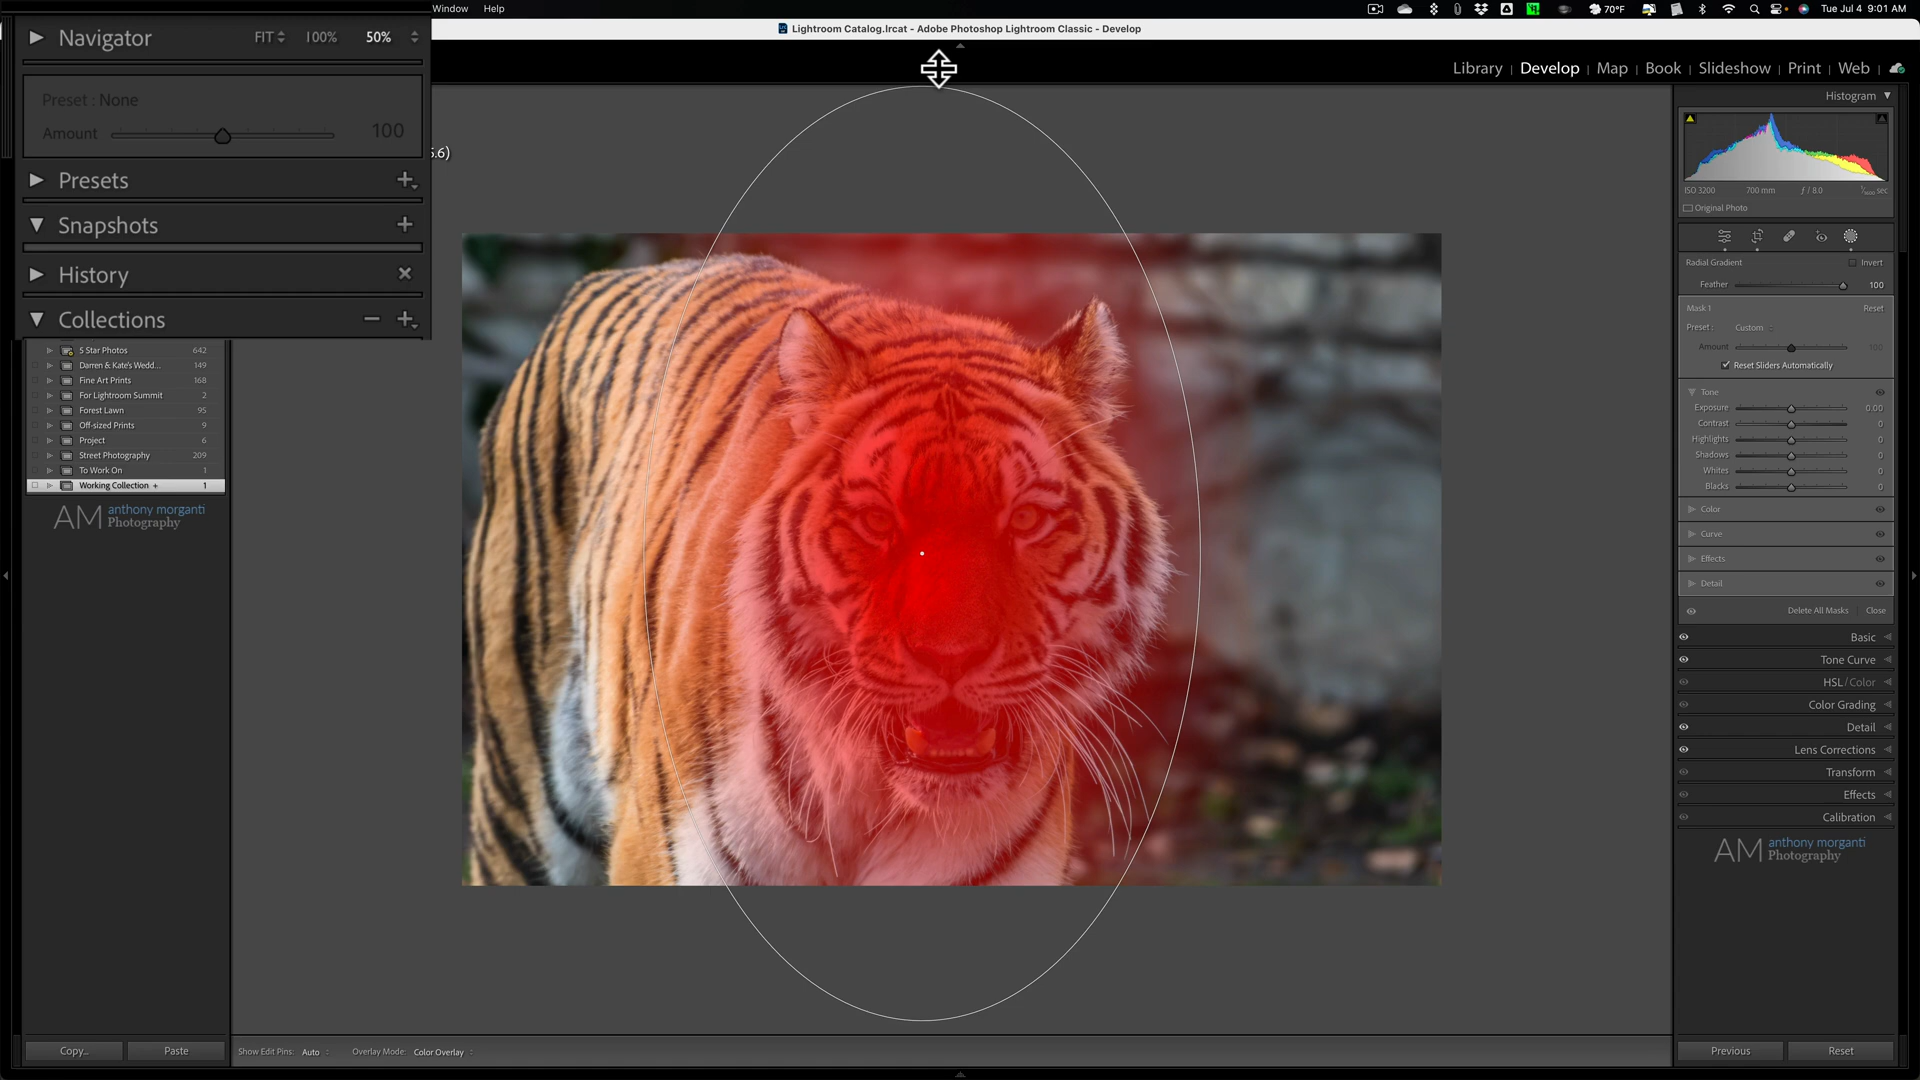 Window Help
70°F Tue Jul 4 9:01 AM
Lightroom Catalog.lrcat - Adobe Photoshop Lightroom Classic - Develop
Navigator FIT 100% 50%
Preset : None
Amount 100
Presets
Snapshots
History
Collections
5 Star Photos 642
Darren & Kate's Wedd... 149
Fine Art Prints 168
For Lightroom Summit 2
Forest Lawn 95
Off-sized Prints 9
Project 6
Street Photography 209
To Work On 1
Working Collection + 1
AM anthony morganti
Photography
Copy... Paste
5.6)
Show Edit Pins: Auto Overlay Mode: Color Overlay
Library | Develop | Map | Book | Slideshow | Print | Web
Histogram
ISO 3200 700 mm ƒ / 8.0
Original Photo
Radial Gradient Invert
Feather 100
Mask 1 Reset
Preset : Custom
Amount 100
Reset Sliders Automatically
Tone
Exposure 0.00
Contrast 0
Highlights 0
Shadows 0
Whites 0
Blacks 0
Color
Curve
Effects
Detail
Delete All Masks Close
Basic
Tone Curve
HSL / Color
Color Grading
Detail
Lens Corrections
Transform
Effects
Calibration
AM anthony morganti
Photography
Previous Reset